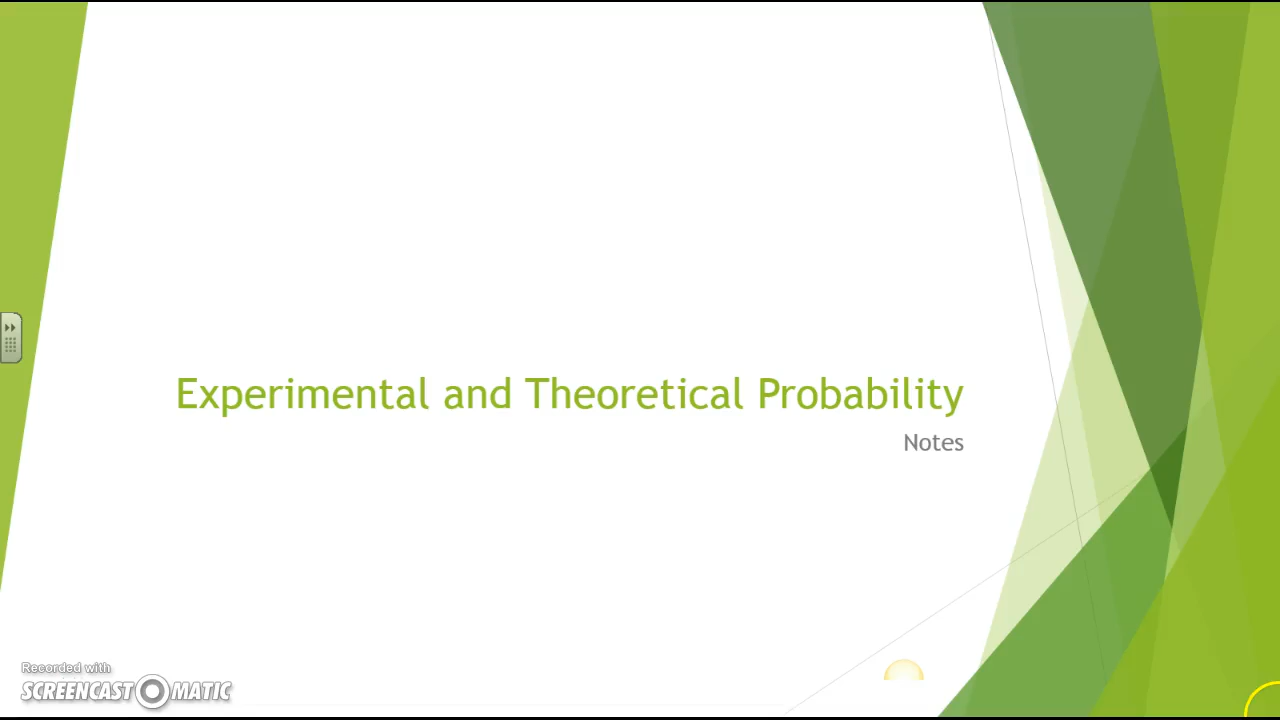 Experimental and Theoretical Probability
Notes
Recorded with
SCREENCAST MATIC